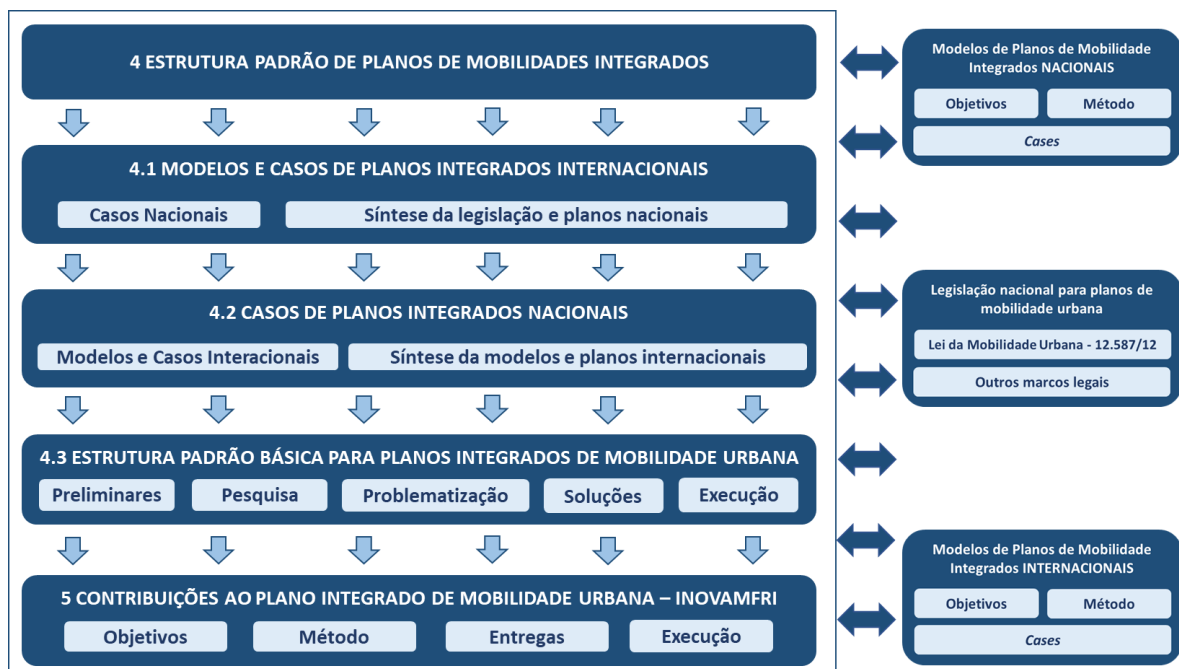 4 ESTRUTURA PADRÃO DE PLANOS DE MOBILIDADES INTEGRADOS
4.1 MODELOS E CASOS DE PLANOS INTEGRADOS INTERNACIONAIS
Casos Nacionais
Síntese da legislação e planos nacionais
4.2 CASOS DE PLANOS INTEGRADOS NACIONAIS
Modelos e Casos Interacionais
Síntese da modelos e planos internacionais
4.3 ESTRUTURA PADRÃO BÁSICA PARA PLANOS INTEGRADOS DE MOBILIDADE URBANA
Preliminares
Pesquisa
Problematização
Soluções
Execução
5 CONTRIBUIÇÕES AO PLANO INTEGRADO DE MOBILIDADE URBANA – INOVAMFRI
Objetivos
Método
Entregas
Execução
Modelos de Planos de Mobilidade
Integrados NACIONAIS
Objetivos
Método
Cases
Legislação nacional para planos de
mobilidade urbana
Lei da Mobilidade Urbana - 12.587/12
Outros marcos legais
Modelos de Planos de Mobilidade
Integrados INTERNACIONAIS
Objetivos
Método
Cases